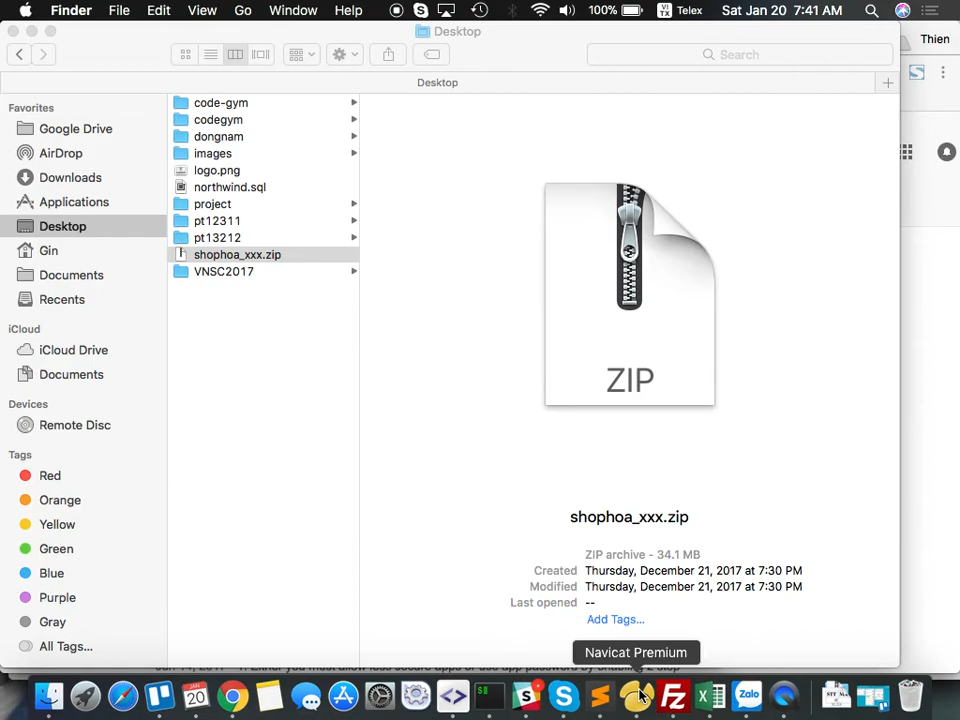 Finder File Edit View Go Window Help 100% VI TX Telex Sat Jan 20 7:41 AM
Desktop
Thien
Search
Desktop
Favorites
Google Drive
AirDrop
Downloads
Applications
Desktop
Gin
Documents
Recents
iCloud
iCloud Drive
Documents
Devices
Remote Disc
Tags
Red
Orange
Yellow
Green
Blue
Purple
Gray
All Tags...
code-gym
codegym
dongnam
images
logo.png
northwind.sql
project
pt12311
pt13212
shophoa_xxx.zip
VNSC2017
ZIP
shophoa_xxx.zip
ZIP archive - 34.1 MB
Created Thursday, December 21, 2017 at 7:30 PM
Modified Thursday, December 21, 2017 at 7:30 PM
Last opened --
Add Tags...
Navicat Premium
20
Zalo